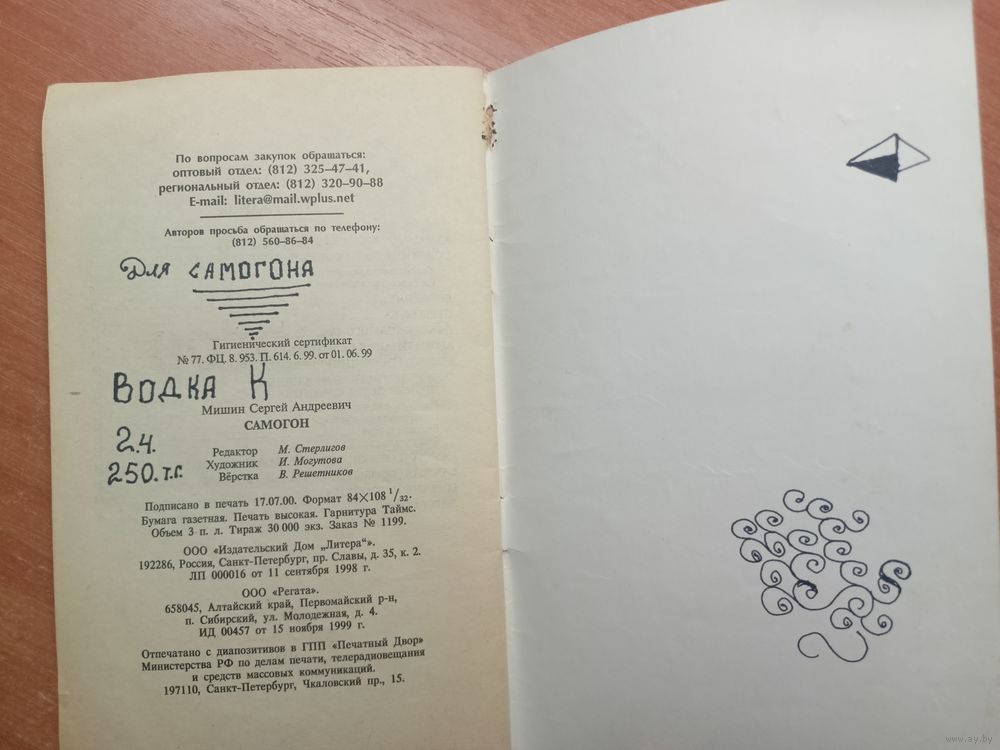 По вопросам закупок обращаться:
оптовый отдел: (812) 325–47–41,
региональный отдел: (812) 320–90–88
E-mail: litera@mail.wplus.net
Авторов просьба обращаться по телефону:
(812) 560–86–84
Для САМОГОНА
Гигиенический сертификат
№ 77. ФЦ. 8. 953. П. 614. 6. 99. от 01. 06. 99
ВОДКА К
Мишин Сергей Андреевич
САМОГОН
2.ч.
250.т.г.
Редактор М. Стерлигов
Художник И. Могутова
Вёрстка В. Решетников
Подписано в печать 17.07.00. Формат 84×108 1/32.
Бумага газетная. Печать высокая. Гарнитура Таймс.
Объем 3 п. л. Тираж 30 000 экз. Заказ № 1199.
ООО «Издательский Дом „Литера“».
192286, Россия, Санкт-Петербург, пр. Славы, д. 35, к. 2.
ЛП 000016 от 11 сентября 1998 г.
ООО «Регата».
658045, Алтайский край, Первомайский р-н,
п. Сибирский, ул. Молодежная, д. 4.
ИД 00457 от 15 ноября 1999 г.
Отпечатано с диапозитивов в ГПП «Печатный Двор»
Министерства РФ по делам печати, телерадиовещания
и средств массовых коммуникаций.
197110, Санкт-Петербург, Чкаловский пр., 15.
www.ay.by